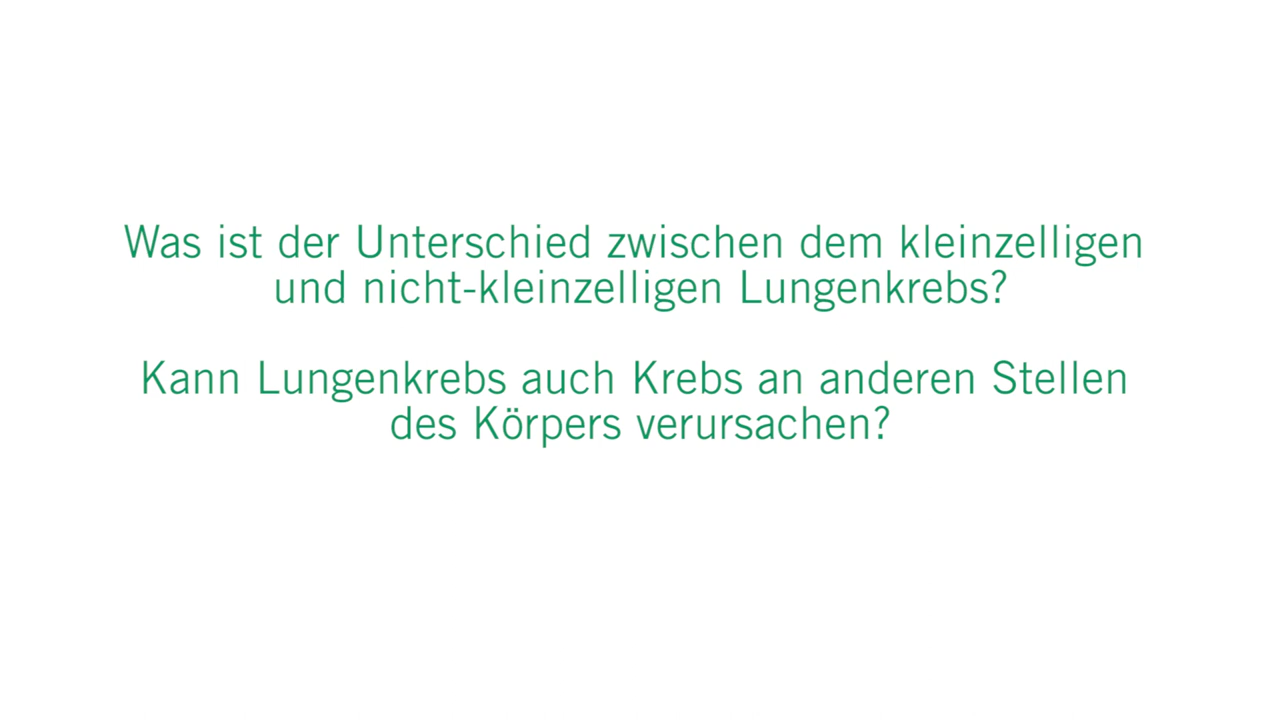 Was ist der Unterschied zwischen dem kleinzelligen
und nicht-kleinzelligen Lungenkrebs?
Kann Lungenkrebs auch Krebs an anderen Stellen
des Körpers verursachen?